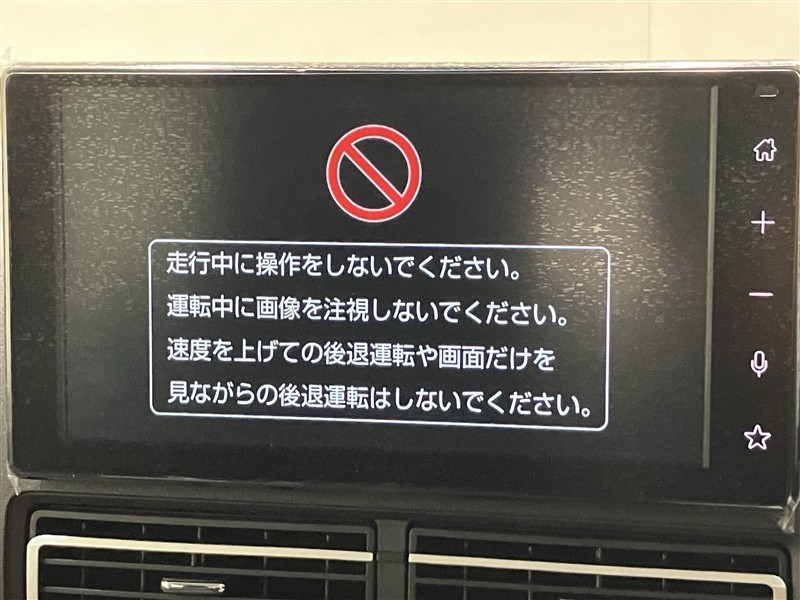 走行中に操作をしないでください。
運転中に画像を注視しないでください。
速度を上げての後退運転や画面だけを
見ながらの後退運転はしないでください。